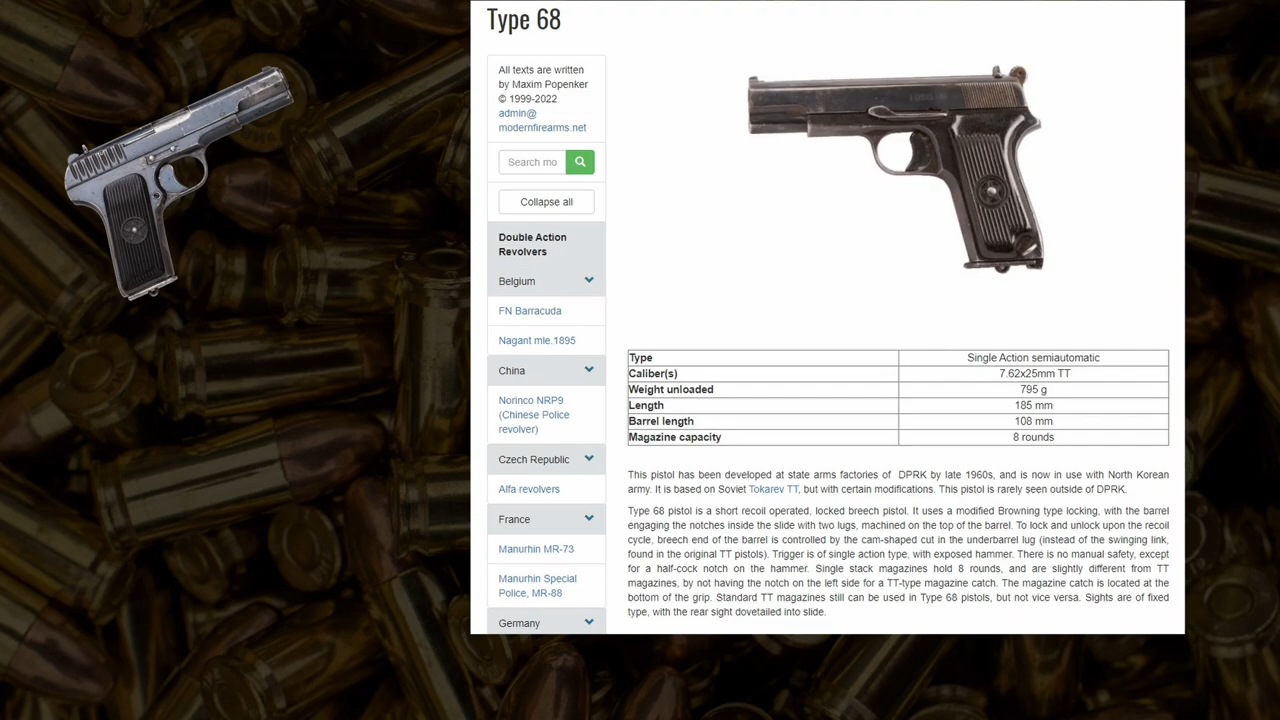 Type 68
All texts are written
by Maxim Popenker
© 1999-2022
admin@
modernfirearms.net
Search mo
Collapse all
Double Action
Revolvers
Belgium
FN Barracuda
Nagant mle.1895
China
Norinco NRP9
(Chinese Police
revolver)
Czech Republic
Alfa revolvers
France
Manurhin MR-73
Manurhin Special
Police, MR-88
Germany
Type Single Action semiautomatic
Caliber(s) 7.62x25mm TT
Weight unloaded 795 g
Length 185 mm
Barrel length 108 mm
Magazine capacity 8 rounds
This pistol has been developed at state arms factories of DPRK by late 1960s, and is now in use with North Korean
army. It is based on Soviet Tokarev TT, but with certain modifications. This pistol is rarely seen outside of DPRK.
Type 68 pistol is a short recoil operated, locked breech pistol. It uses a modified Browning type locking, with the barrel
engaging the notches inside the slide with two lugs, machined on the top of the barrel. To lock and unlock upon the recoil
cycle, breech end of the barrel is controlled by the cam-shaped cut in the underbarrel lug (instead of the swinging link,
found in the original TT pistols). Trigger is of single action type, with exposed hammer. There is no manual safety, except
for a half-cock notch on the hammer. Single stack magazines hold 8 rounds, and are slightly different from TT
magazines, by not having the notch on the left side for a TT-type magazine catch. The magazine catch is located at the
bottom of the grip. Standard TT magazines still can be used in Type 68 pistols, but not vice versa. Sights are of fixed
type, with the rear sight dovetailed into slide.